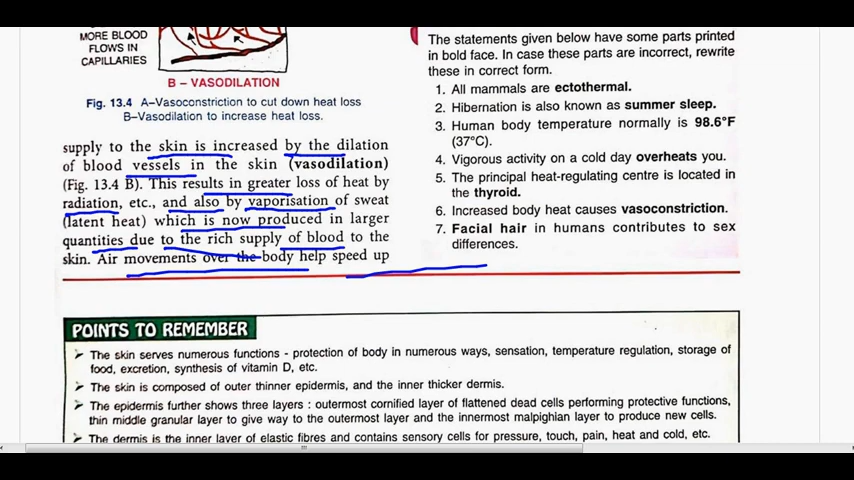 MORE BLOOD
FLOWS IN
CAPILLARIES
B – VASODILATION
Fig. 13.4 A–Vasoconstriction to cut down heat loss
B–Vasodilation to increase heat loss.
supply to the skin is increased by the dilation
of blood vessels in the skin (vasodilation)
(Fig. 13.4 B). This results in greater loss of heat by
radiation, etc., and also by vaporisation of sweat
(latent heat) which is now produced in larger
quantities due to the rich supply of blood to the
skin. Air movements over the body help speed up
The statements given below have some parts printed
in bold face. In case these parts are incorrect, rewrite
these in correct form.
1. All mammals are ectothermal.
2. Hibernation is also known as summer sleep.
3. Human body temperature normally is 98.6°F
(37°C).
4. Vigorous activity on a cold day overheats you.
5. The principal heat-regulating centre is located in
the thyroid.
6. Increased body heat causes vasoconstriction.
7. Facial hair in humans contributes to sex
differences.
POINTS TO REMEMBER
➢ The skin serves numerous functions - protection of body in numerous ways, sensation, temperature regulation, storage of
food, excretion, synthesis of vitamin D, etc.
➢ The skin is composed of outer thinner epidermis, and the inner thicker dermis.
➢ The epidermis further shows three layers : outermost cornified layer of flattened dead cells performing protective functions,
thin middle granular layer to give way to the outermost layer and the innermost malpighian layer to produce new cells.
➢ The dermis is the inner layer of elastic fibres and contains sensory cells for pressure, touch, pain, heat and cold, etc.